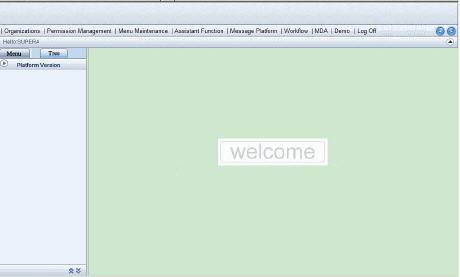 | Organizations | Permission Management | Menu Maintenance | Assistant Function | Message Platform | Workflow | MDA | Demo | Log Off
Hello:SUPER#
Menu Tree
Platform Version
welcome